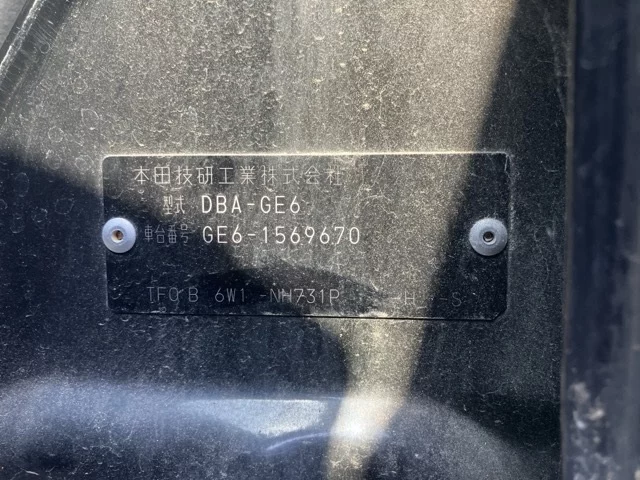 本田技研工業株式会社
型式 DBA-GE6
車台番号 GE6-1569670
TF0 B 6W1 -NH731P -H -S